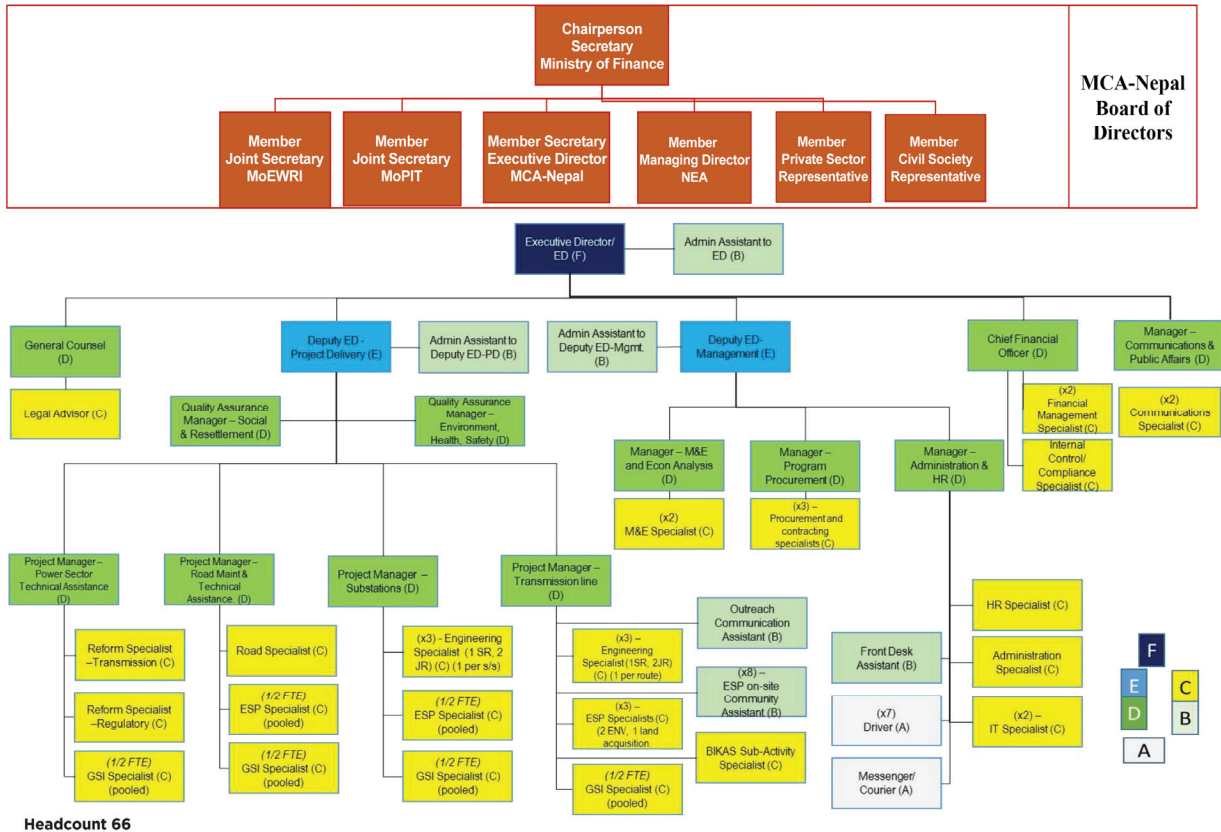 Chairperson
Secretary
Ministry of Finance
MCA-Nepal
Board of
Directors
Member
Joint Secretary
MoEWRI
Member
Joint Secretary
MoPIT
Member Secretary
Executive Director
MCA-Nepal
Member
Managing Director
NEA
Member
Private Sector
Representative
Member
Civil Society
Representative
Executive Director/
ED (F)
Admin Assistant to
ED (B)
General Counsel
(D)
Deputy ED -
Project Delivery (E)
Admin Assistant to
Deputy ED-PD (B)
Admin Assistant to
Deputy ED-Mgmt.
(B)
Deputy ED-
Management (E)
Chief Financial
Officer (D)
Manager –
Communications &
Public Affairs (D)
Legal Advisor (C)
Quality Assurance
Manager – Social
& Resettlement (D)
Quality Assurance
Manager –
Environment,
Health, Safety (D)
(x2)
Financial
Management
Specialist (C)
(x2)
Communications
Specialist (C)
Internal
Control/
Compliance
Specialist (C)
Manager – M&E
and Econ Analysis
(D)
Manager –
Program
Procurement (D)
Manager –
Administration &
HR (D)
(x2)
M&E Specialist (C)
(x3) –
Procurement and
contracting
specialists (C)
Project Manager –
Power Sector
Technical Assistance
(D)
Project Manager –
Road Maint &
Technical
Assistance. (D)
Project Manager –
Substations (D)
Project Manager –
Transmission line
(D)
Reform Specialist
–Transmission (C)
Reform Specialist
–Regulatory (C)
(1/2 FTE)
GSI Specialist (C)
(pooled)
Road Specialist (C)
(1/2 FTE)
ESP Specialist (C)
(pooled)
(1/2 FTE)
GSI Specialist (C)
(pooled)
(x3) - Engineering
Specialist (1 SR, 2
JR) (C) (1 per s/s)
(1/2 FTE)
ESP Specialist (C)
(pooled)
(1/2 FTE)
GSI Specialist (C)
(pooled)
(x3) –
Engineering
Specialist (1SR, 2JR)
(C) (1 per route)
(x3) –
ESP Specialists (C)
(2 ENV, 1 land
acquisition.
(1/2 FTE)
GSI Specialist (C)
(pooled)
Outreach
Communication
Assistant (B)
(x8) –
ESP on-site
Community
Assistant (B)
BIKAS Sub-Activity
Specialist (C)
Front Desk
Assistant (B)
(x7)
Driver (A)
Messenger/
Courier (A)
HR Specialist (C)
Administration
Specialist (C)
(x2) –
IT Specialist (C)
F
E
C
D
B
A
Headcount 66